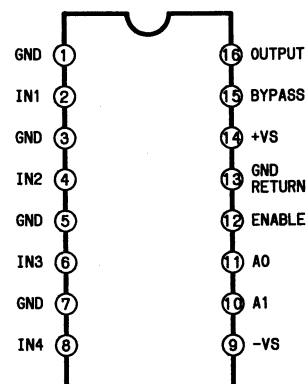 GND 1 16 OUTPUT
IN1 2 15 BYPASS
GND 3 14 +VS
IN2 4 13 GND RETURN
GND 5 12 ENABLE
IN3 6 11 A0
GND 7 10 A1
IN4 8 9 -VS